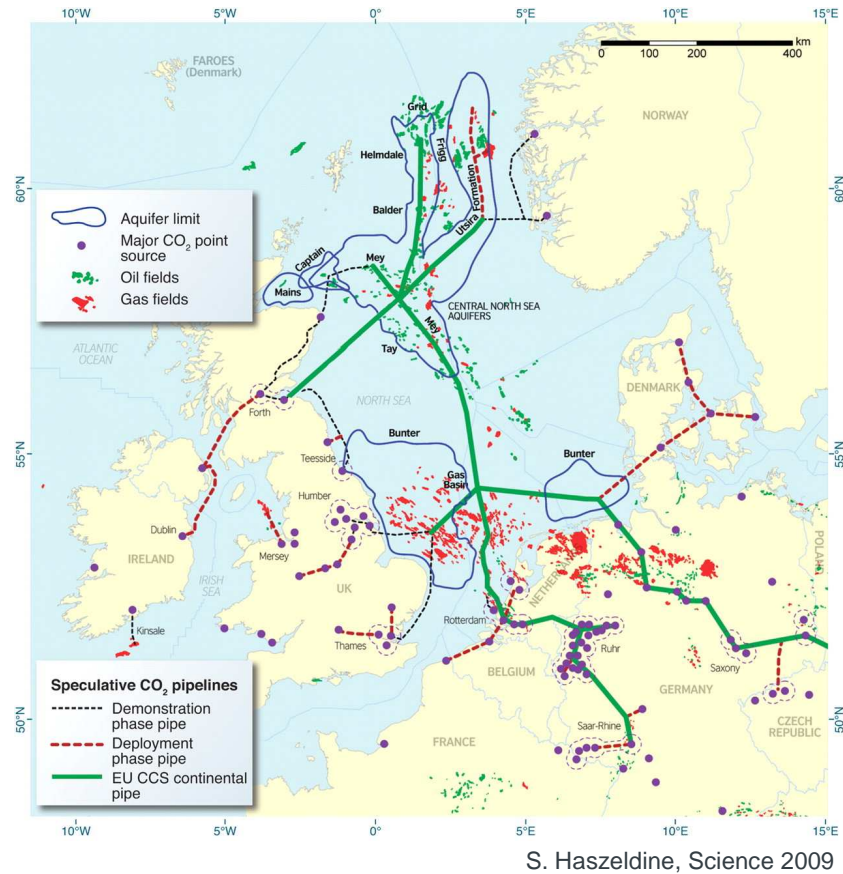 km
0 100 200 400
FAROES
(Denmark)
NORWAY
Grid
Helmdale
Frigg
Balder
Utsira Formation
60°N
60°N
Aquifer limit
Major CO₂ point
source
Oil fields
Gas fields
Captain
Mey
Mains
CENTRAL NORTH SEA
AQUIFERS
Mey
Tay
ATLANTIC
OCEAN
NORTH SEA
DENMARK
Forth
55°N
55°N
Bunter
Bunter
Teesside
Gas
Basin
Humber
Dublin
IRELAND
Mersey
UK
IRISH
SEA
NETHERLAND
POLAND
Kinsale
Thames
Rotterdam
Ruhr
BELGIUM
GERMANY
Saxony
Speculative CO₂ pipelines
Demonstration
phase pipe
Deployment
phase pipe
EU CCS continental
pipe
50°N
50°N
Saar-Rhine
CZECH
REPUBLIC
FRANCE
10°W 5°W 0° 5°E 10°E 15°E
10°W 5°W 0° 5°E 10°E 15°E
S. Haszeldine, Science 2009